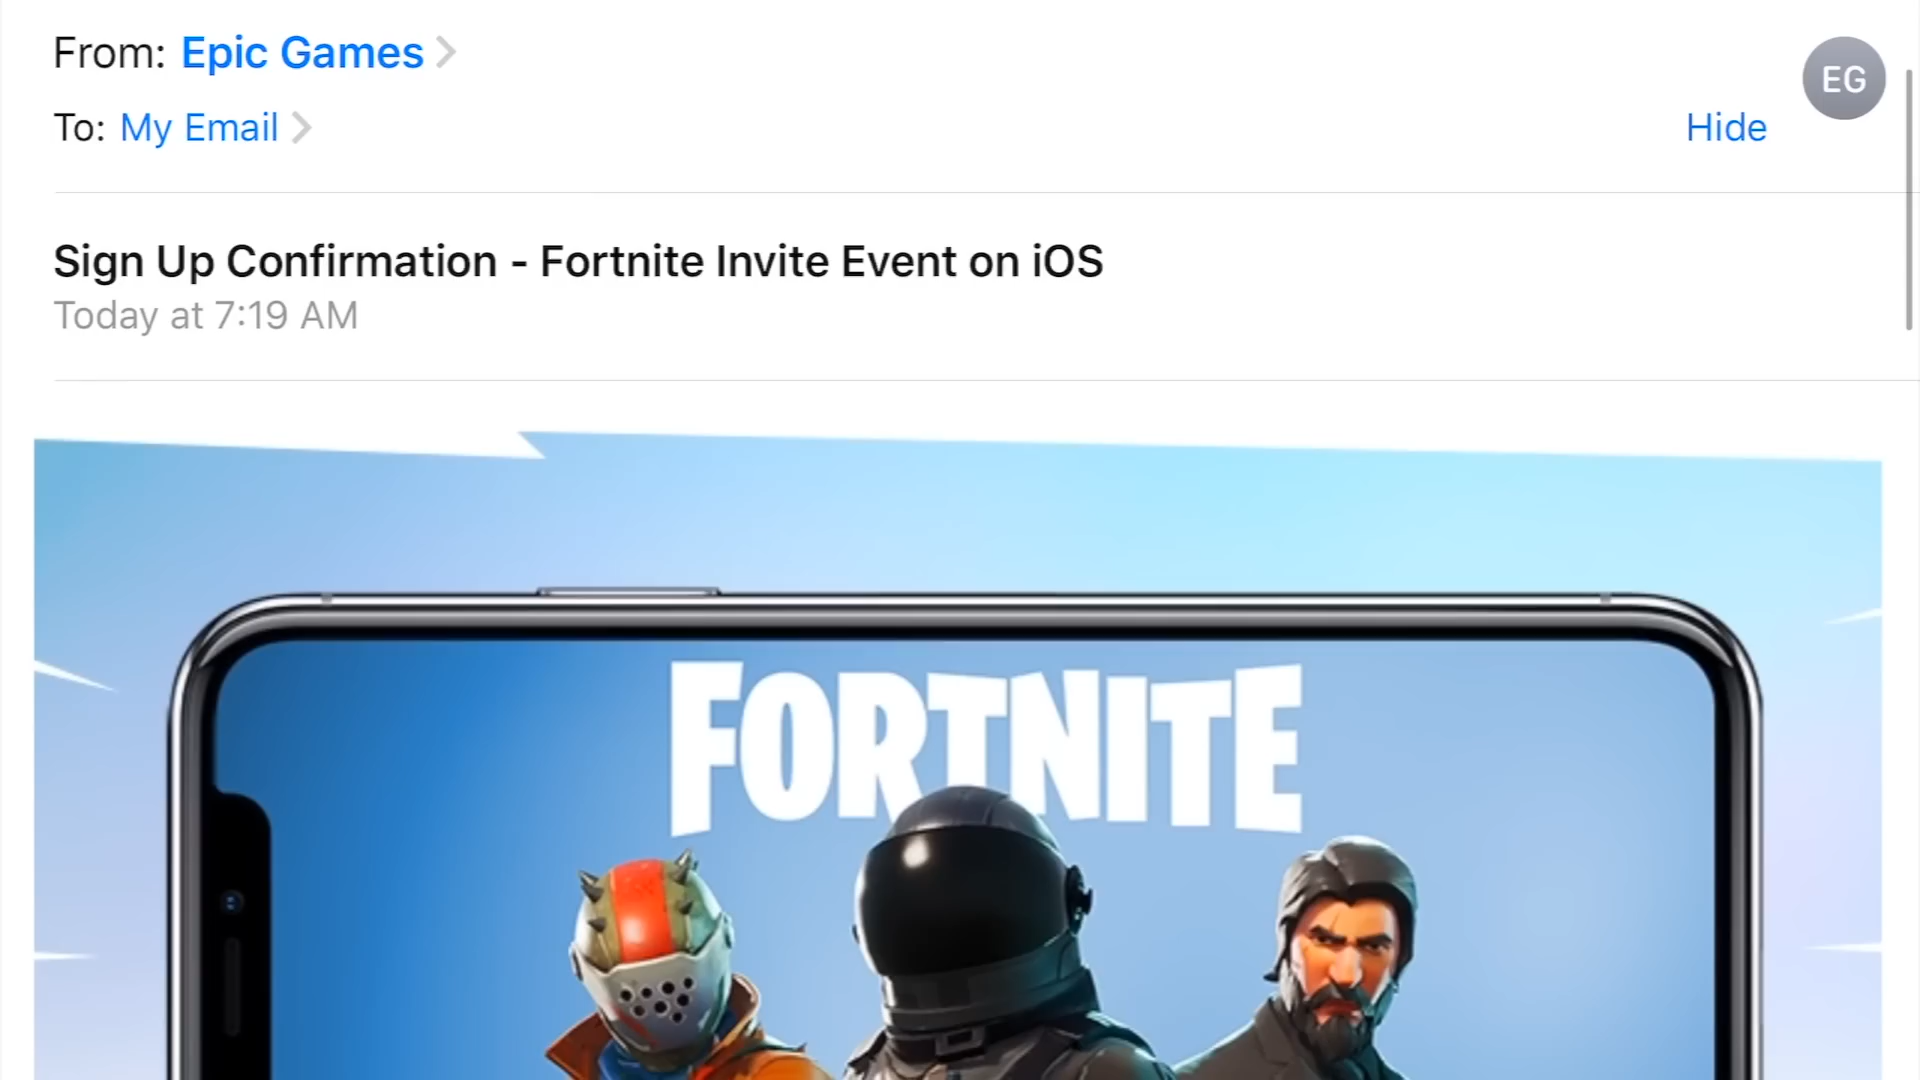 From: Epic Games
EG
To: My Email
Hide
Sign Up Confirmation - Fortnite Invite Event on iOS
Today at 7:19 AM
FORTNITE